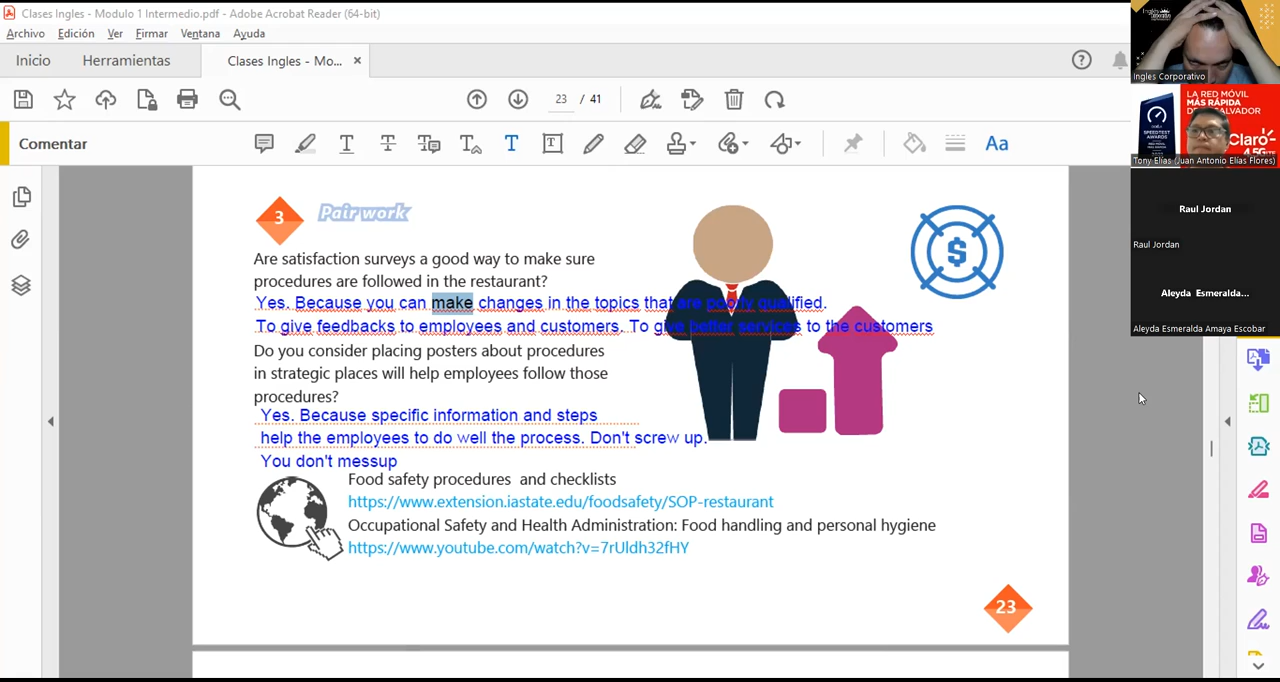 Clases Ingles - Modulo 1 Intermedio.pdf - Adobe Acrobat Reader (64-bit)
Archivo Edición Ver Firmar Ventana Ayuda
Inicio Herramientas Clases Ingles - Mo... ×
23 / 41
Comentar
Ingles Corporativo
LA RED MÓVIL
MÁS RÁPIDA
SPEEDTEST
AWARDS
Claro
4.5G
Tony Elías (Juan Antonio Elías Flores)
Raul Jordan
Raul Jordan
Aleyda Esmeralda...
Aleyda Esmeralda Amaya Escobar
3 Pair work
Are satisfaction surveys a good way to make sure
procedures are followed in the restaurant?
Yes. Because you can make changes in the topics that are poorly qualified.
To give feedbacks to employees and customers. To give better services to the customers
Do you consider placing posters about procedures
in strategic places will help employees follow those
procedures?
Yes. Because specific information and steps
help the employees to do well the process. Don't screw up.
You don't messup
Food safety procedures and checklists
https://www.extension.iastate.edu/foodsafety/SOP-restaurant
Occupational Safety and Health Administration: Food handling and personal hygiene
https://www.youtube.com/watch?v=7rUldh32fHY
23